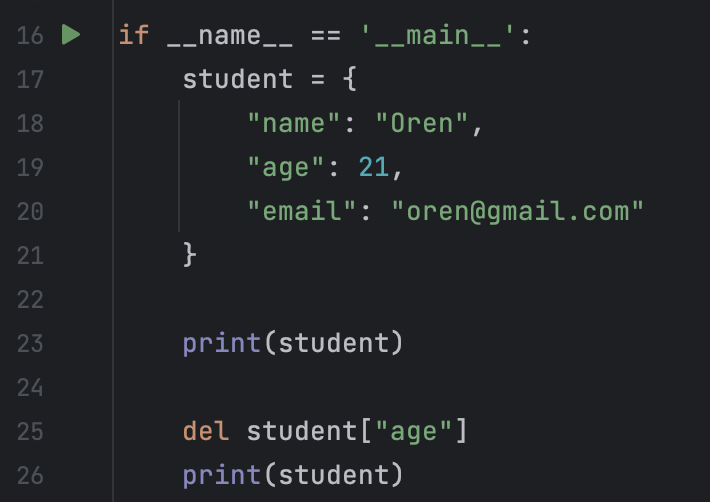 16 if __name__ == '__main__':
17     student = {
18         "name": "Oren",
19         "age": 21,
20         "email": "oren@gmail.com"
21     }
22
23     print(student)
24
25     del student["age"]
26     print(student)